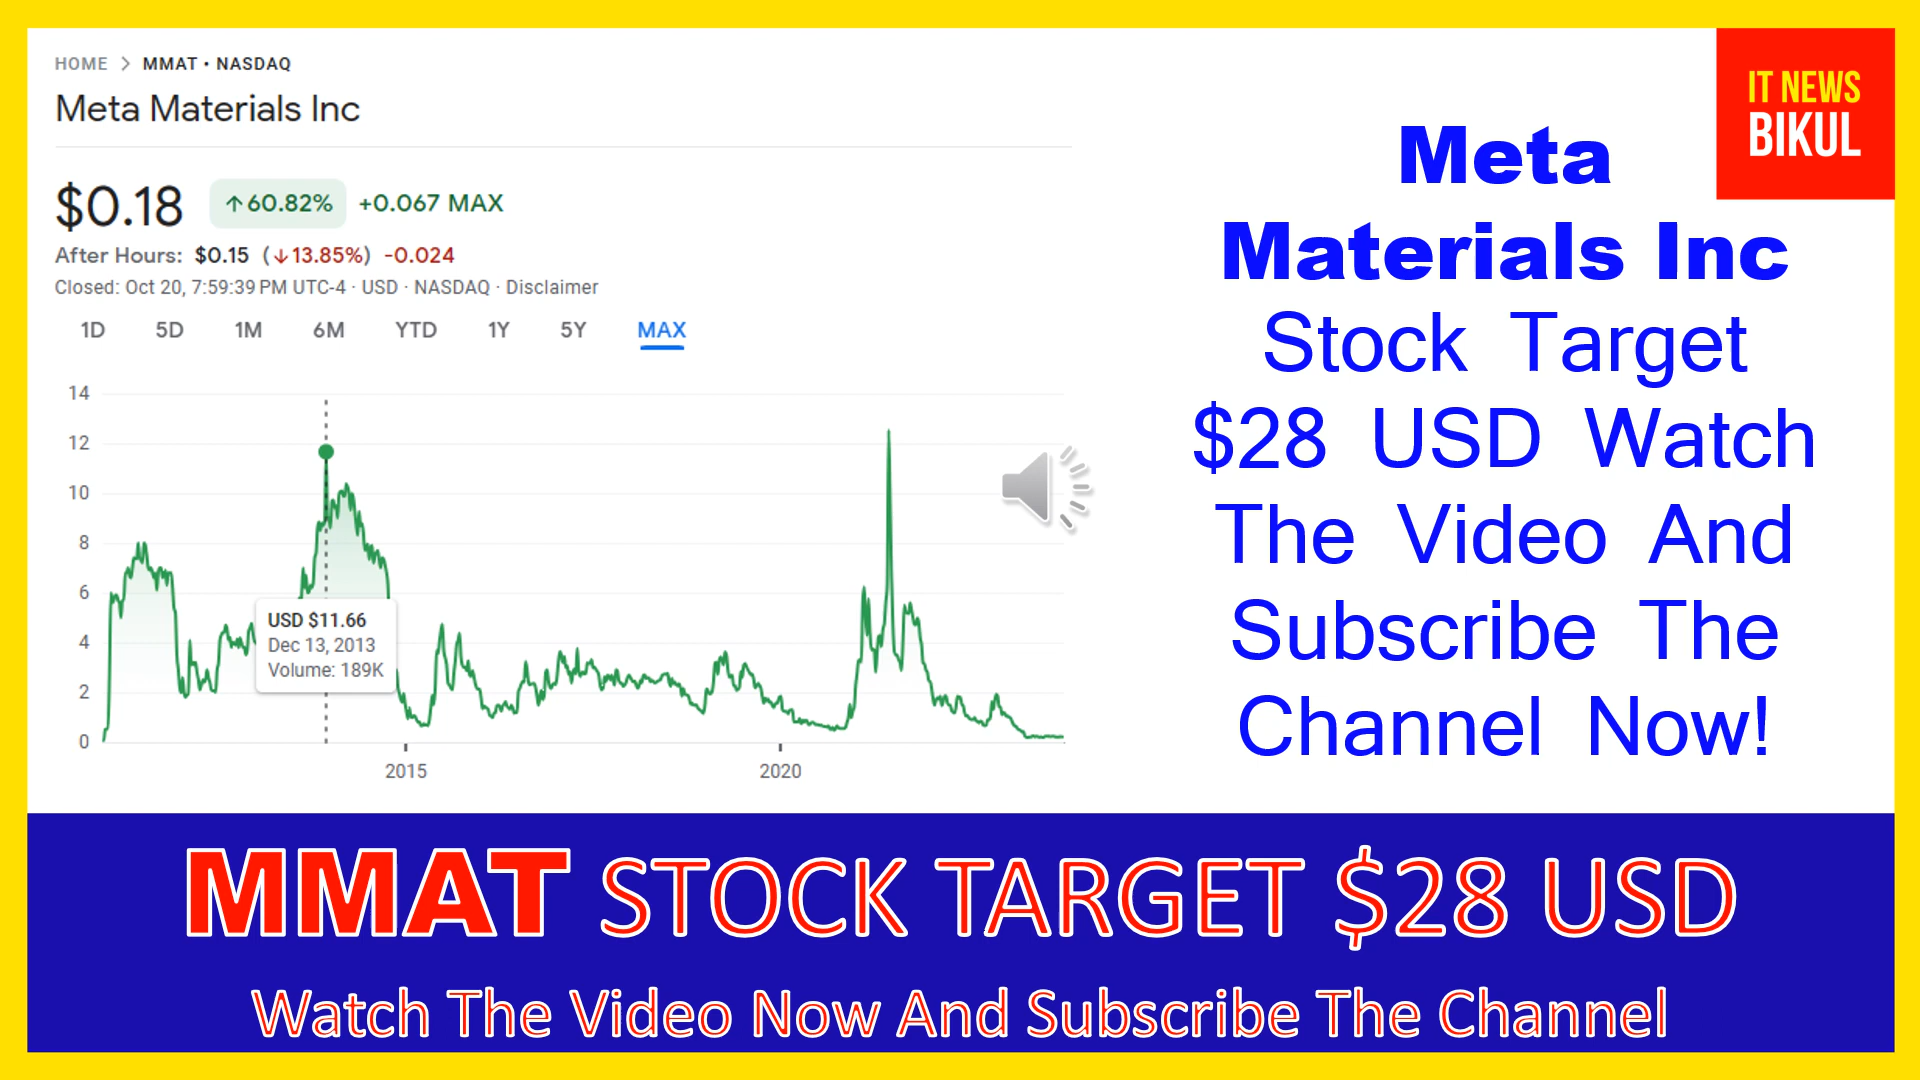 HOME > MMAT • NASDAQ
Meta Materials Inc
$0.18 ↑60.82% +0.067 MAX
After Hours: $0.15 (↓13.85%) -0.024
Closed: Oct 20, 7:59:39 PM UTC-4 · USD · NASDAQ · Disclaimer
1D 5D 1M 6M YTD 1Y 5Y MAX
14
12
10
8
6
4
2
0
USD $11.66
Dec 13, 2013
Volume: 189K
2015 2020
IT NEWS
BIKUL
Meta
Materials Inc
Stock Target
$28 USD Watch
The Video And
Subscribe The
Channel Now!
MMAT STOCK TARGET $28 USD
Watch The Video Now And Subscribe The Channel